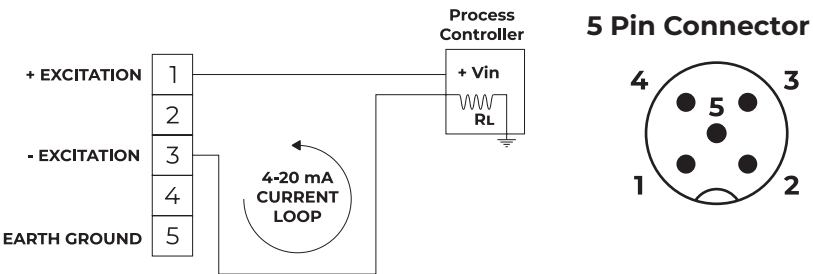 Process
Controller
+ EXCITATION 1
+ Vin
2
RL
- EXCITATION 3
4-20 mA
CURRENT
LOOP
4
EARTH GROUND 5
5 Pin Connector
4 3
5
1 2